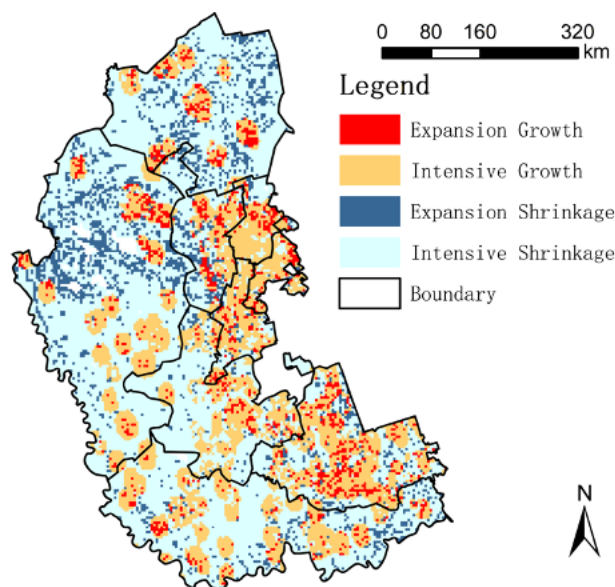 0 80 160 320
km
Legend
Expansion Growth
Intensive Growth
Expansion Shrinkage
Intensive Shrinkage
Boundary
N